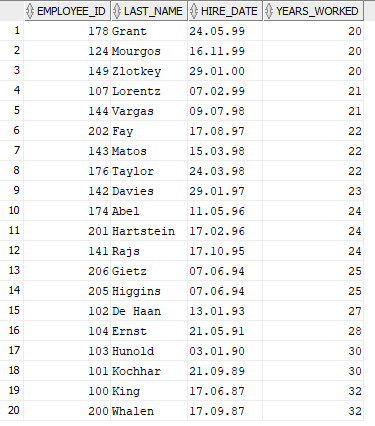 EMPLOYEE_ID LAST_NAME HIRE_DATE YEARS_WORKED
1 178 Grant 24.05.99 20
2 124 Mourgos 16.11.99 20
3 149 Zlotkey 29.01.00 20
4 107 Lorentz 07.02.99 21
5 144 Vargas 09.07.98 21
6 202 Fay 17.08.97 22
7 143 Matos 15.03.98 22
8 176 Taylor 24.03.98 22
9 142 Davies 29.01.97 23
10 174 Abel 11.05.96 24
11 201 Hartstein 17.02.96 24
12 141 Rajs 17.10.95 24
13 206 Gietz 07.06.94 25
14 205 Higgins 07.06.94 25
15 102 De Haan 13.01.93 27
16 104 Ernst 21.05.91 28
17 103 Hunold 03.01.90 30
18 101 Kochhar 21.09.89 30
19 100 King 17.06.87 32
20 200 Whalen 17.09.87 32